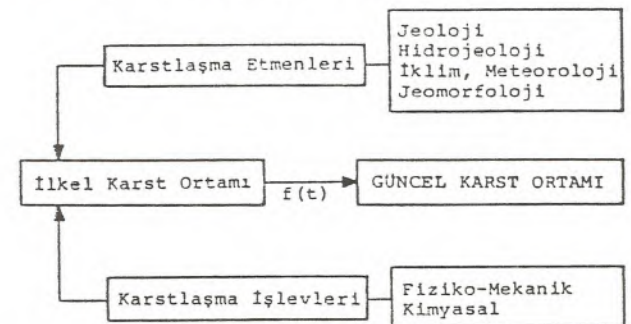 Jeoloji
Hidrojeoloji
İklim, Meteoroloji
Jeomorfoloji
Karstlaşma Etmenleri
İlkel Karst Ortamı
f(t)
GÜNCEL KARST ORTAMI
Karstlaşma İşlevleri
Fiziko-Mekanik
Kimyasal